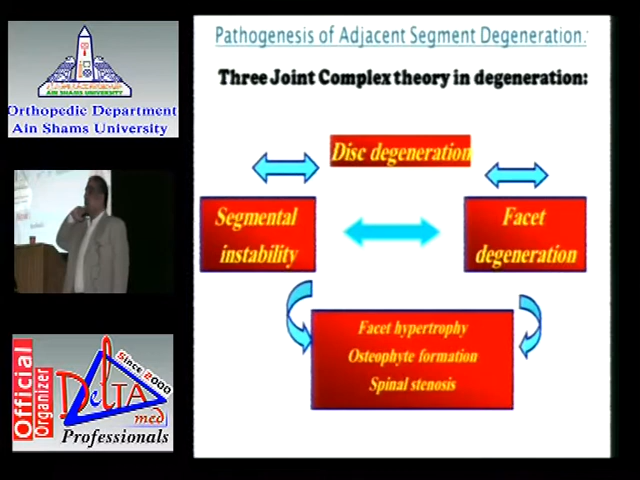 AIN SHAMS UNIVERSITY
Orthopedic Department
Ain Shams University
Official
Organizer
Since 2000
DeltA
med
Professionals
Pathogenesis of Adjacent Segment Degeneration:
Three Joint Complex theory in degeneration:
Disc degeneration
Segmental
instability
Facet
degeneration
Facet hypertrophy
Osteophyte formation
Spinal stenosis